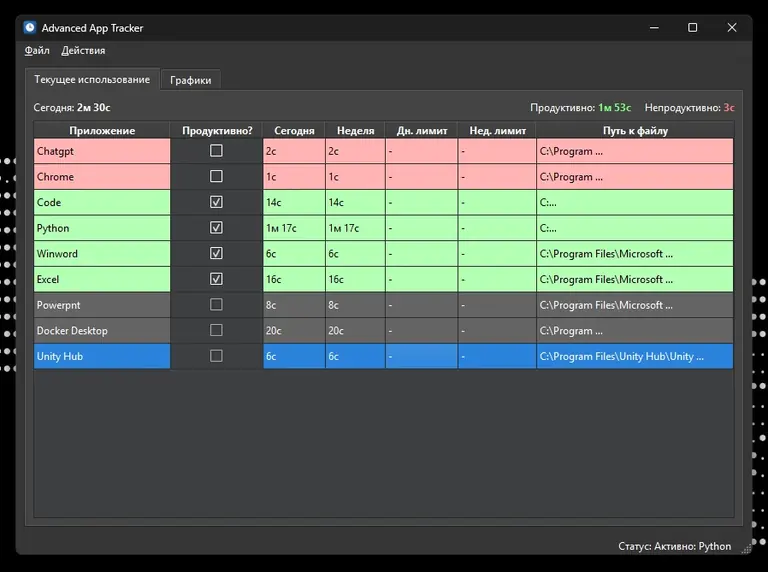 Advanced App Tracker
Файл Действия
Текущее использование Графики
Сегодня: 2м 30с Продуктивно: 1м 53с Непродуктивно: 3с
Приложение Продуктивно? Сегодня Неделя Дн. лимит Нед. лимит Путь к файлу
Chatgpt 2с 2с - - C:\Program ...
Chrome 1с 1с - - C:\Program ...
Code 14с 14с - - C:...
Python 1м 17с 1м 17с - - C:...
Winword 6с 6с - - C:\Program Files\Microsoft ...
Excel 16с 16с - - C:\Program Files\Microsoft ...
Powerpnt 8с 8с - - C:\Program Files\Microsoft ...
Docker Desktop 20с 20с - - C:\Program ...
Unity Hub 6с 6с - - C:\Program Files\Unity Hub\Unity ...
Статус: Активно: Python